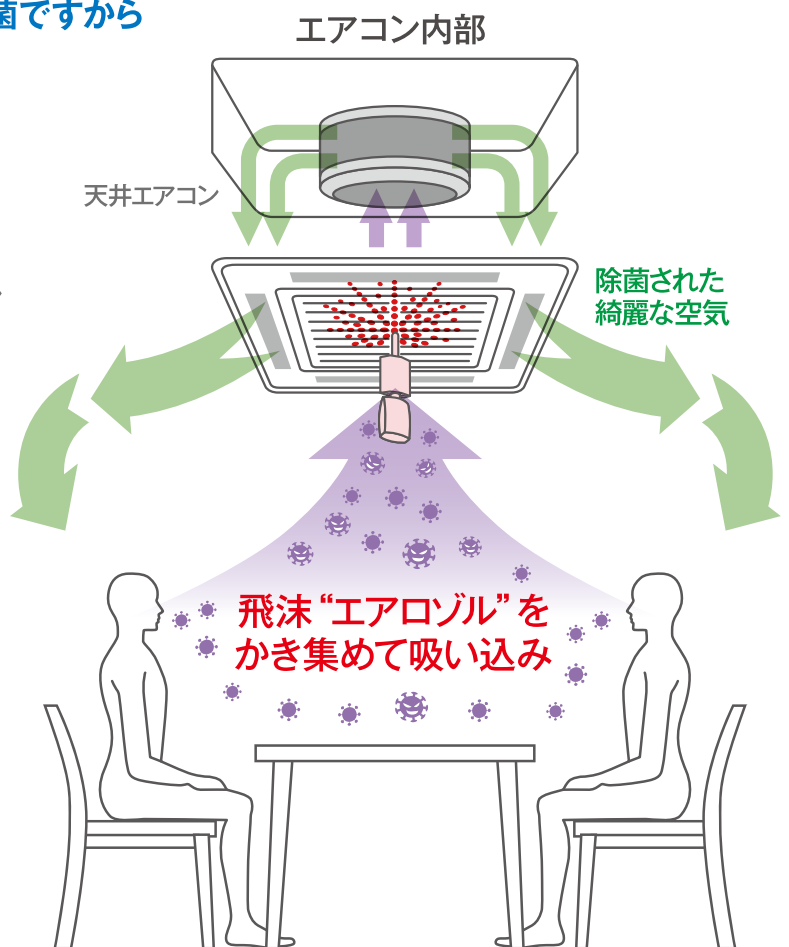 菌ですから
エアコン内部
天井エアコン
除菌された
綺麗な空気
飛沫“エアロゾル”を
かき集めて吸い込み